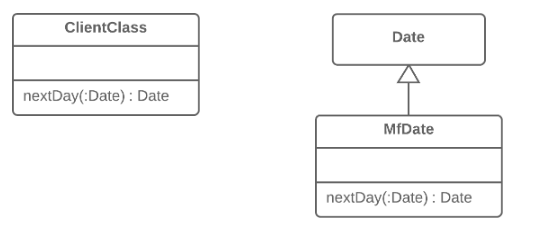 ClientClass
nextDay(:Date) : Date
Date
MfDate
nextDay(:Date) : Date